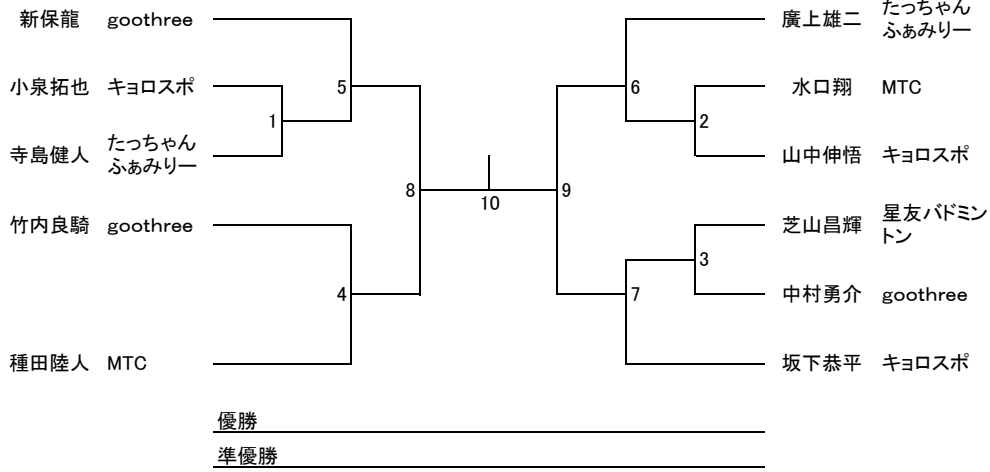 新保龍 goothree
小泉拓也 キョロスポ
寺島健人 たっちゃん
ふぁみりー
竹内良騎 goothree
種田陸人 MTC
1
5
4
8
10
9
6
2
3
7
廣上雄二 たっちゃん
ふぁみりー
水口翔 MTC
山中伸悟 キョロスポ
芝山昌輝 星友バドミン
トン
中村勇介 goothree
坂下恭平 キョロスポ
優勝
準優勝